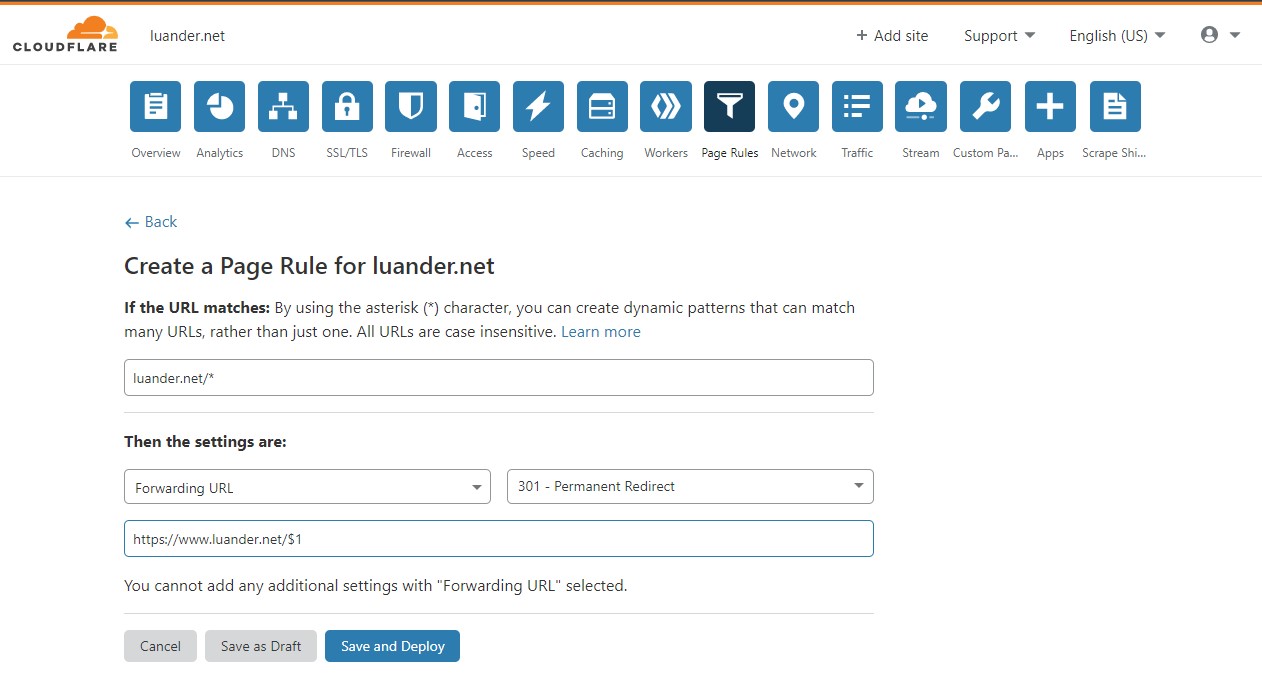 CLOUDFLARE luander.net + Add site Support English (US)
Overview Analytics DNS SSL/TLS Firewall Access Speed Caching Workers Page Rules Network Traffic Stream Custom Pa... Apps Scrape Shi...
← Back
Create a Page Rule for luander.net
If the URL matches: By using the asterisk (*) character, you can create dynamic patterns that can match
many URLs, rather than just one. All URLs are case insensitive. Learn more
luander.net/*
Then the settings are:
Forwarding URL 301 - Permanent Redirect
https://www.luander.net/$1
You cannot add any additional settings with "Forwarding URL" selected.
Cancel Save as Draft Save and Deploy